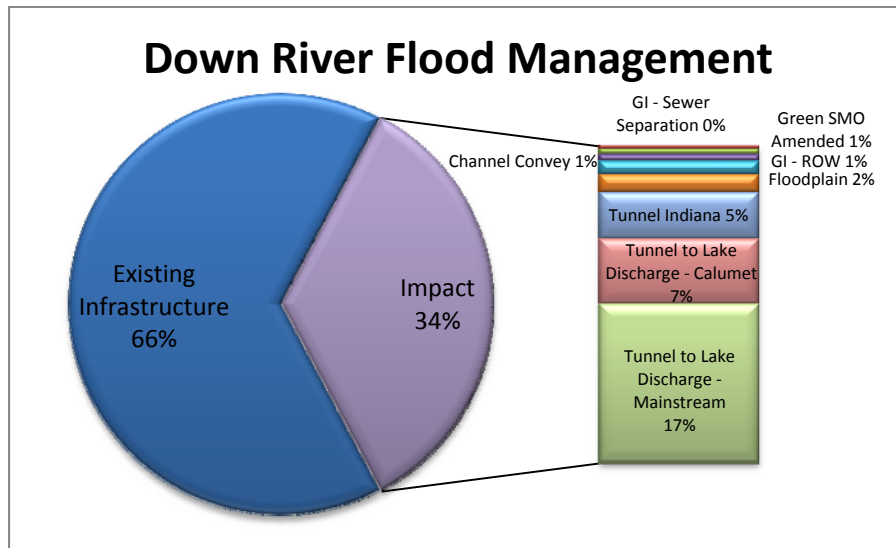 Down River Flood Management
GI - Sewer
Separation 0%
Green SMO
Amended 1%
Channel Convey 1%
GI - ROW 1%
Floodplain 2%
Tunnel Indiana 5%
Tunnel to Lake
Discharge - Calumet
7%
Tunnel to Lake
Discharge -
Mainstream
17%
Existing
Infrastructure
66%
Impact
34%